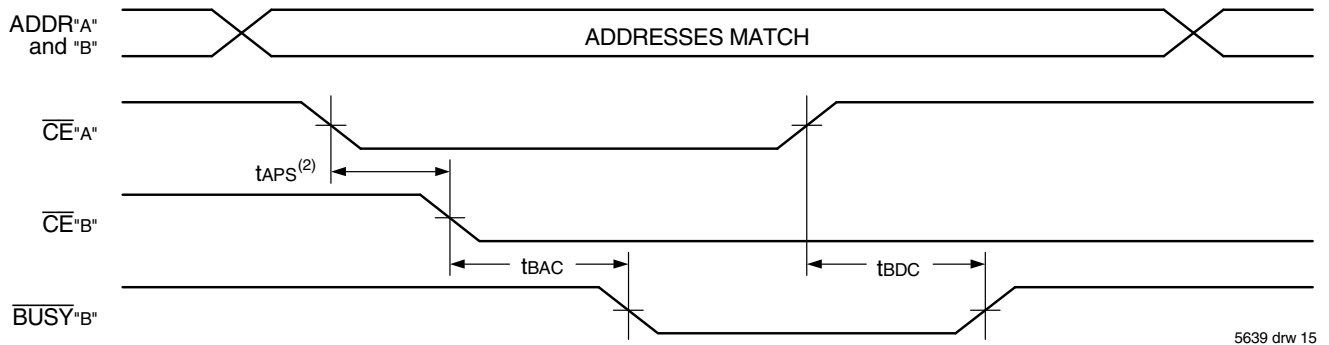 ADDR"A"
and "B"
ADDRESSES MATCH
CE"A"
tAPS(2)
CE"B"
tBAC
tBDC
BUSY"B"
5639 drw 15